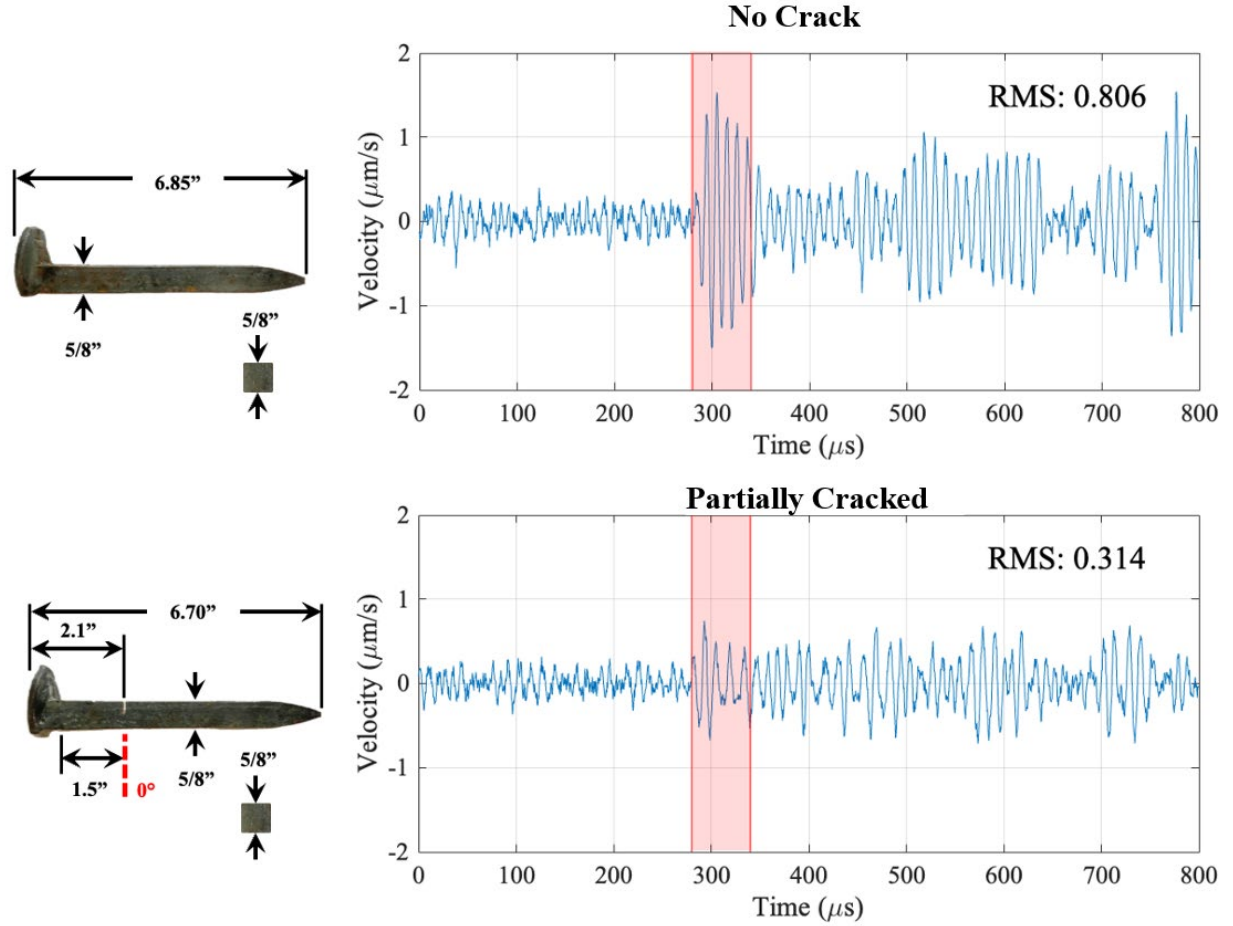 No Crack
RMS: 0.806
Velocity (μm/s)
2
1
0
-1
-2
0 100 200 300 400 500 600 700 800
Time (μs)
6.85”
5/8”
5/8”
Partially Cracked
RMS: 0.314
Velocity (μm/s)
2
1
0
-1
-2
0 100 200 300 400 500 600 700 800
Time (μs)
6.70”
2.1”
1.5”
0°
5/8”
5/8”